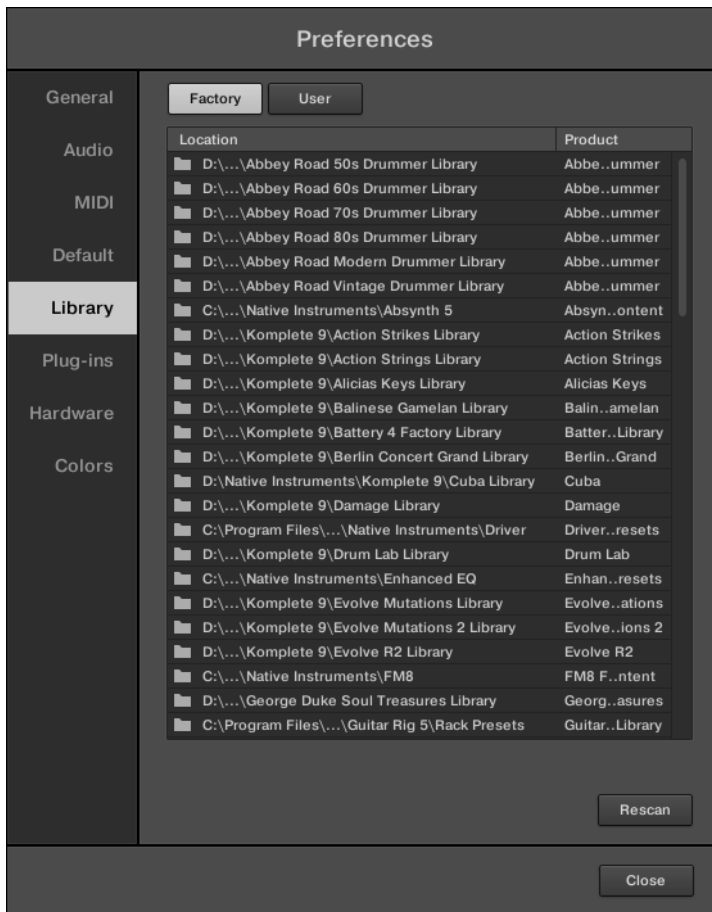 Preferences
General
Audio
MIDI
Default
Library
Plug-ins
Hardware
Colors
Factory User
Location Product
D:\...\Abbey Road 50s Drummer Library Abbe..ummer
D:\...\Abbey Road 60s Drummer Library Abbe..ummer
D:\...\Abbey Road 70s Drummer Library Abbe..ummer
D:\...\Abbey Road 80s Drummer Library Abbe..ummer
D:\...\Abbey Road Modern Drummer Library Abbe..ummer
D:\...\Abbey Road Vintage Drummer Library Abbe..ummer
C:\...\Native Instruments\Absynth 5 Absyn..ontent
D:\...\Komplete 9\Action Strikes Library Action Strikes
D:\...\Komplete 9\Action Strings Library Action Strings
D:\...\Komplete 9\Alicias Keys Library Alicias Keys
D:\...\Komplete 9\Balinese Gamelan Library Balin..amelan
D:\...\Komplete 9\Battery 4 Factory Library Batter..Library
D:\...\Komplete 9\Berlin Concert Grand Library Berlin..Grand
D:\Native Instruments\Komplete 9\Cuba Library Cuba
D:\...\Komplete 9\Damage Library Damage
C:\Program Files\...\Native Instruments\Driver Driver..resets
D:\...\Komplete 9\Drum Lab Library Drum Lab
C:\...\Native Instruments\Enhanced EQ Enhan..resets
D:\...\Komplete 9\Evolve Mutations Library Evolve..ations
D:\...\Komplete 9\Evolve Mutations 2 Library Evolve..ions 2
D:\...\Komplete 9\Evolve R2 Library Evolve R2
C:\...\Native Instruments\FM8 FM8 F..ntent
D:\...\George Duke Soul Treasures Library Georg..asures
C:\Program Files\...\Guitar Rig 5\Rack Presets Guitar..Library
Rescan
Close